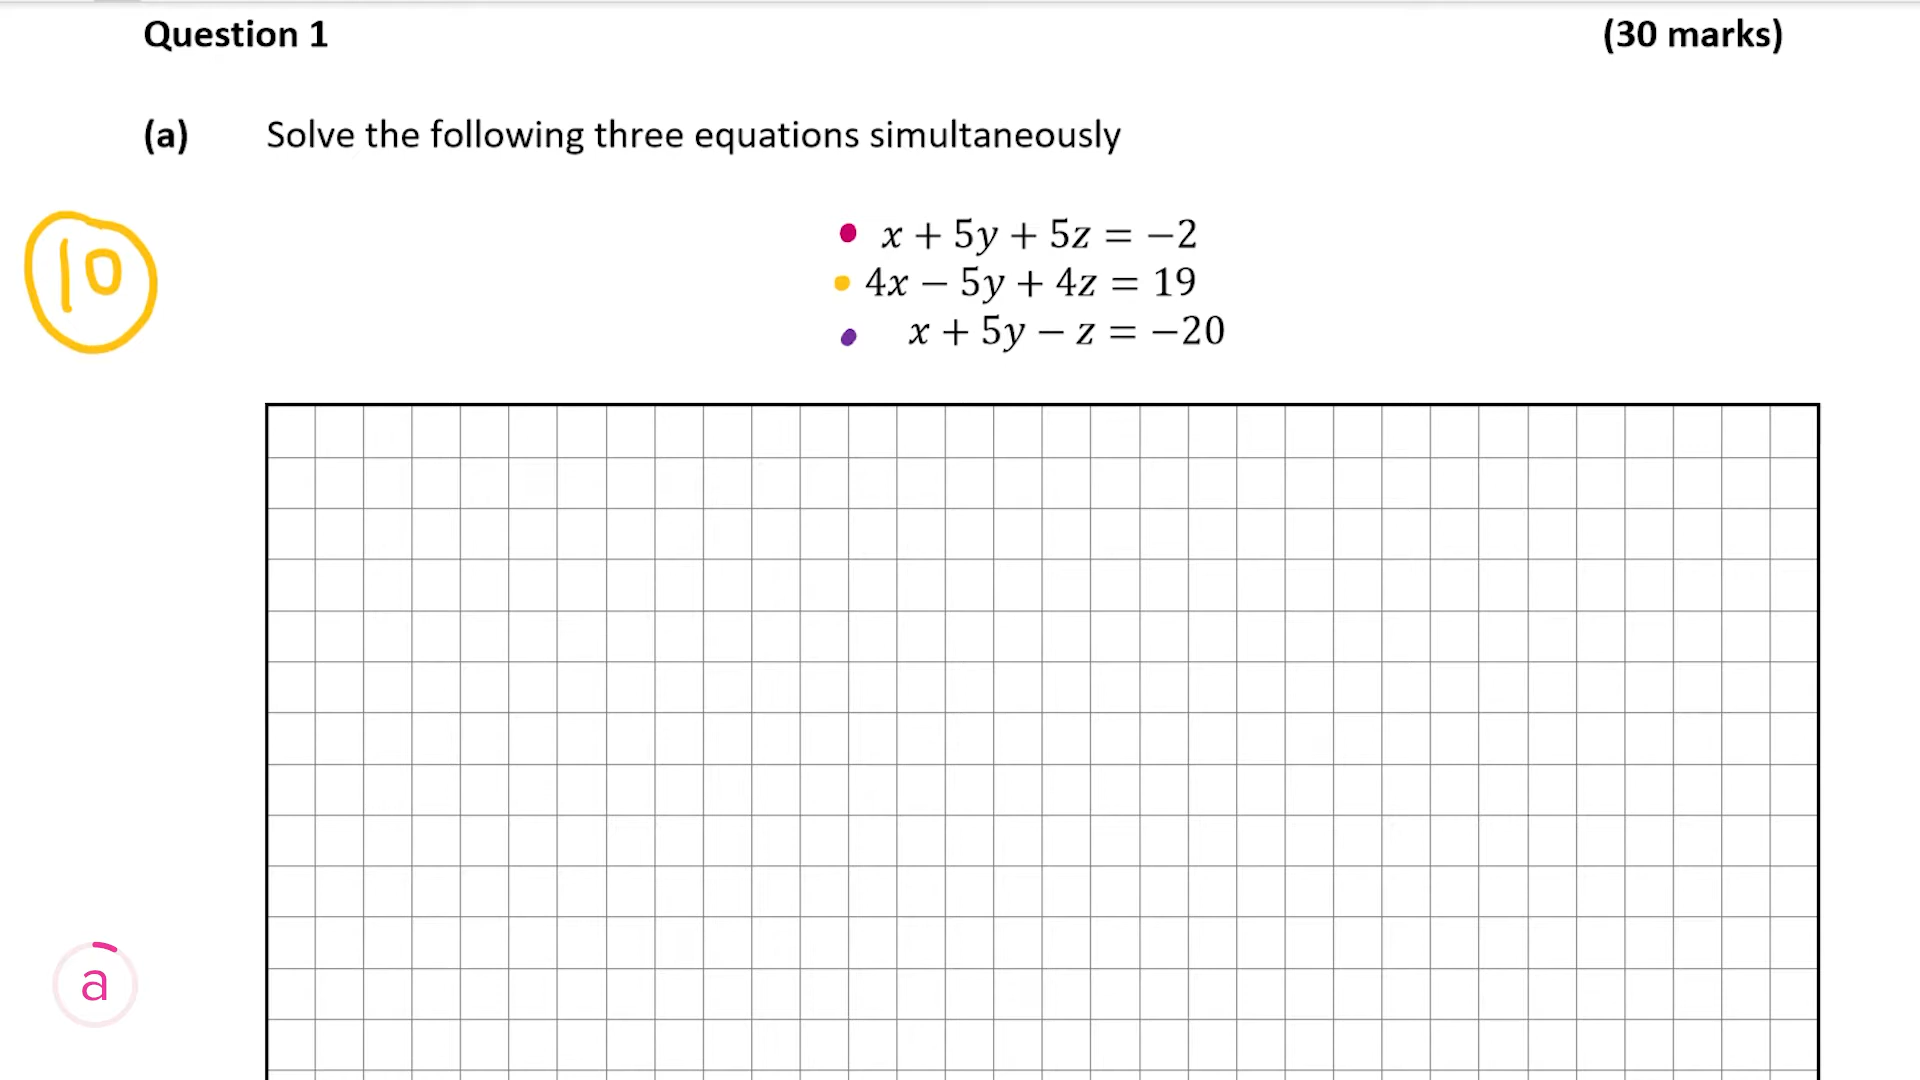 Question 1 (30 marks)
(a) Solve the following three equations simultaneously
10
x + 5y + 5z = −2
4x − 5y + 4z = 19
x + 5y − z = −20
a